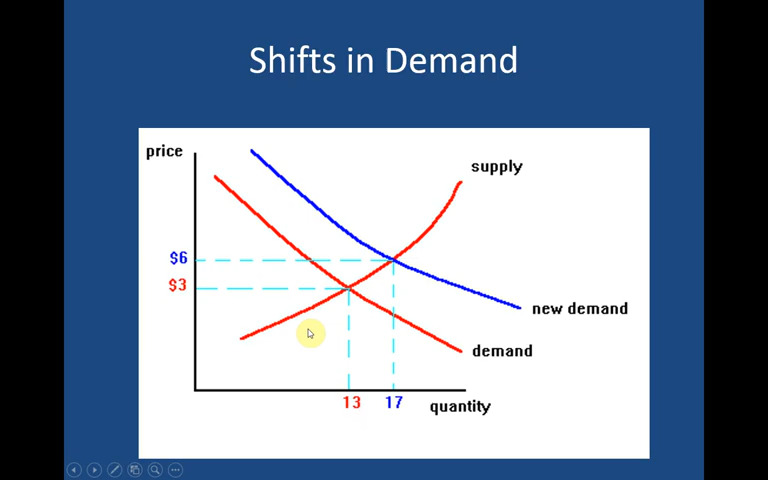 Shifts in Demand
price
supply
$6
$3
new demand
demand
13 17
quantity